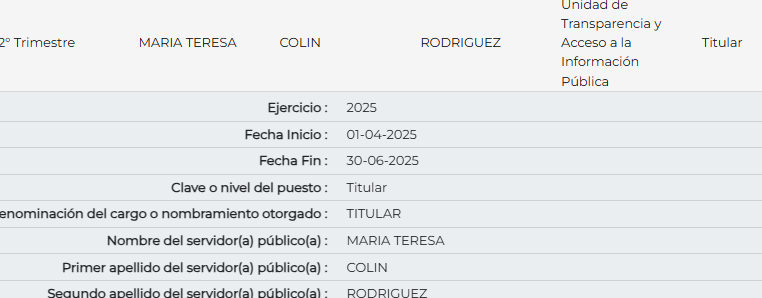 Unidad de
Transparencia y
2° Trimestre MARIA TERESA COLIN RODRIGUEZ Acceso a la Titular
Información
Pública
Ejercicio : 2025
Fecha Inicio : 01-04-2025
Fecha Fin : 30-06-2025
Clave o nivel del puesto : Titular
enominación del cargo o nombramiento otorgado : TITULAR
Nombre del servidor(a) público(a) : MARIA TERESA
Primer apellido del servidor(a) público(a) : COLIN
Segundo apellido del servidor(a) público(a) : RODRIGUEZ